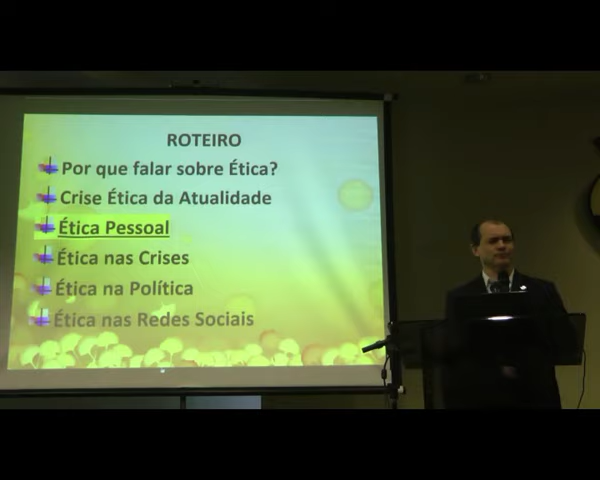 ROTEIRO
Por que falar sobre Ética?
Crise Ética da Atualidade
Ética Pessoal
Ética nas Crises
Ética na Política
Ética nas Redes Sociais